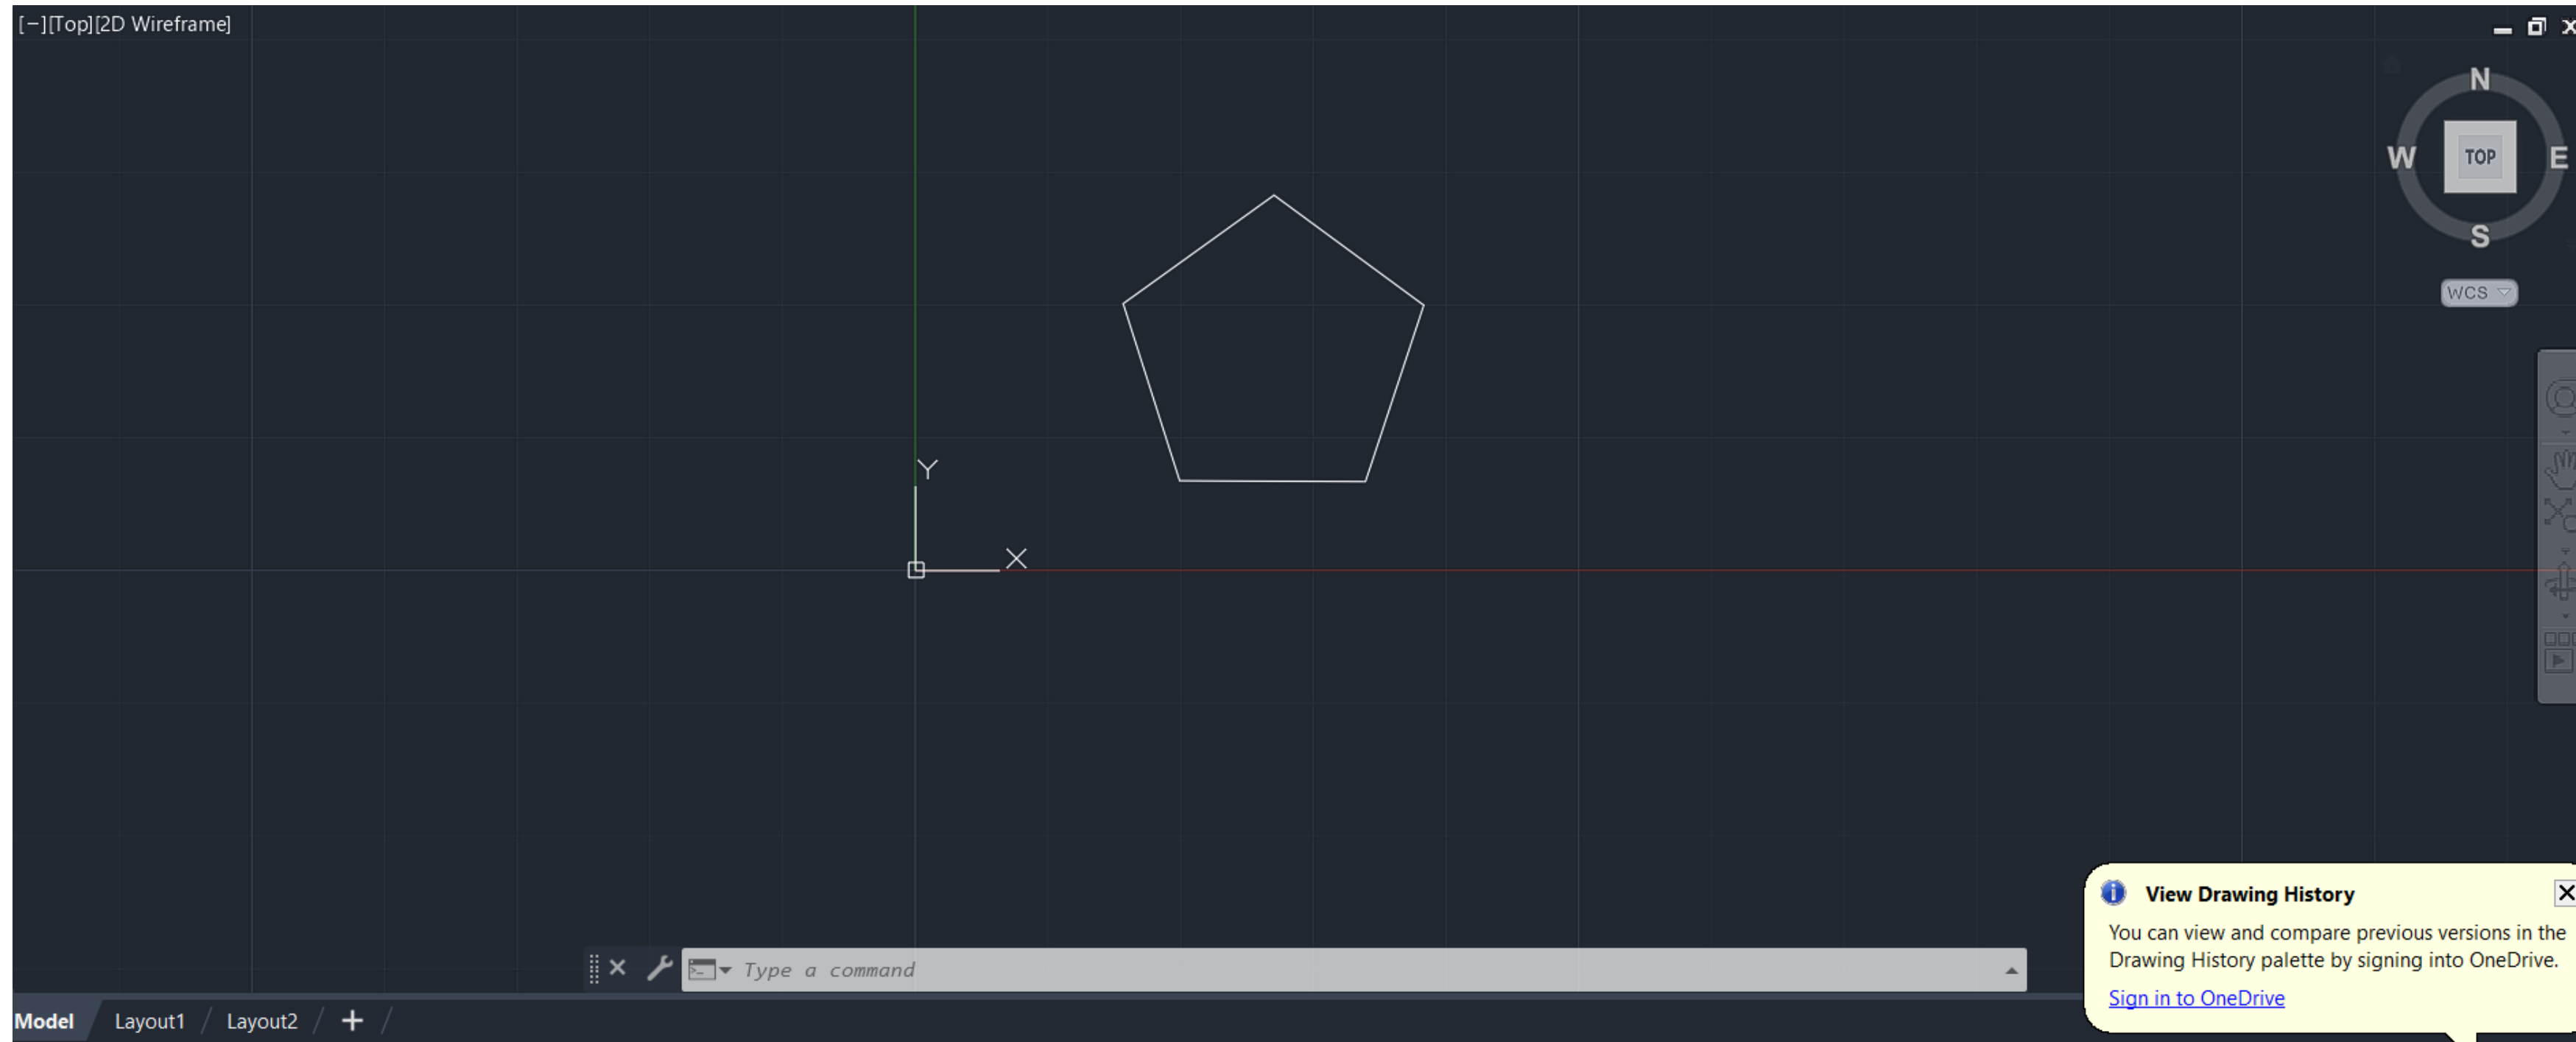 [−][Top][2D Wireframe]
N
W
TOP
E
S
WCS
Y
X
Type a command
View Drawing History
You can view and compare previous versions in the
Drawing History palette by signing into OneDrive.
Sign in to OneDrive
Model
Layout1
Layout2